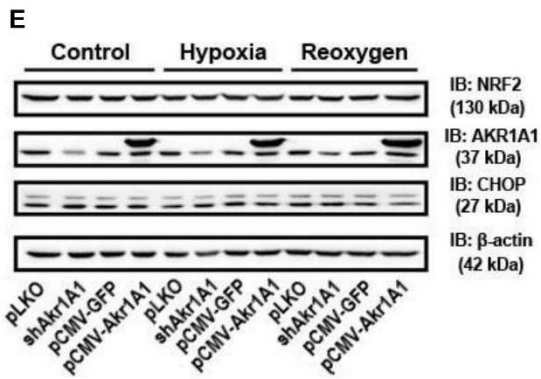 E
Control Hypoxia Reoxygen
IB: NRF2
(130 kDa)
IB: AKR1A1
(37 kDa)
IB: CHOP
(27 kDa)
IB: β-actin
(42 kDa)
pLKO shAkr1A1 pCMV-GFP pCMV-Akr1A1 pLKO shAkr1A1 pCMV-GFP pCMV-Akr1A1 pLKO shAkr1A1 pCMV-GFP pCMV-Akr1A1